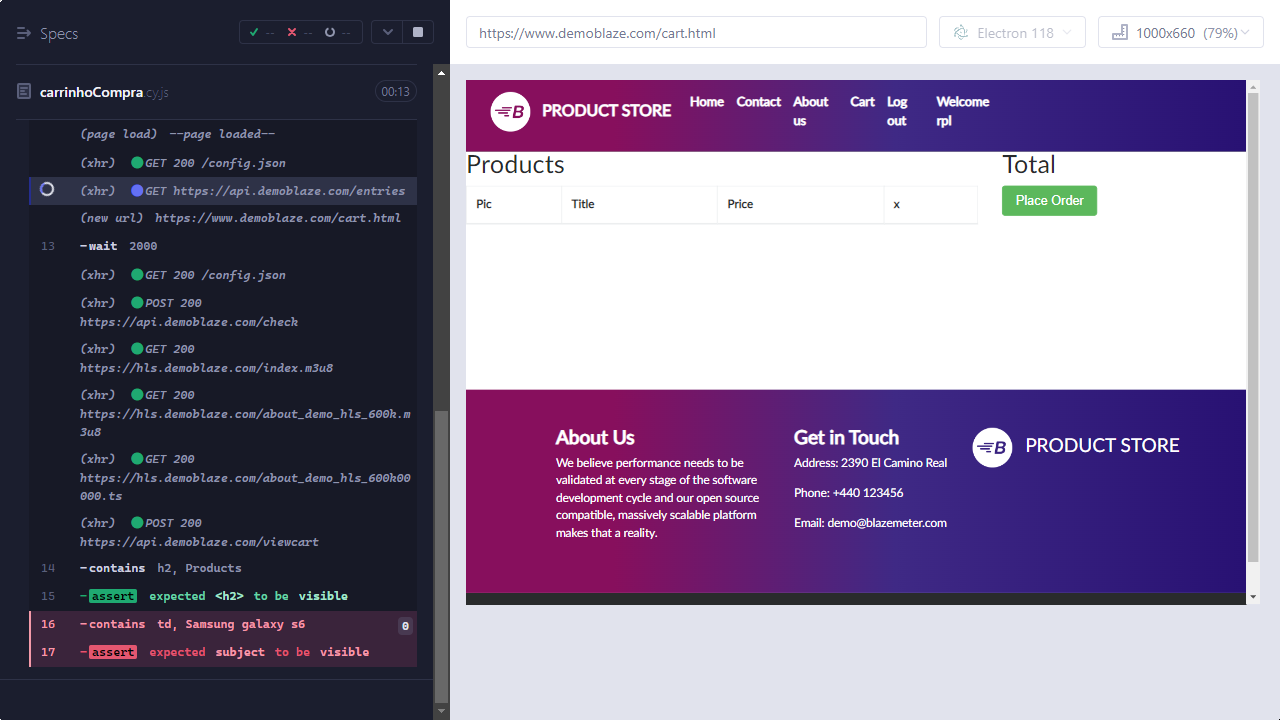 Specs
-- -- --
carrinhoCompra.cy.js
00:13
(page load) --page loaded--
(xhr) GET 200 /config.json
(xhr) GET https://api.demoblaze.com/entries
(new url) https://www.demoblaze.com/cart.html
13 -wait 2000
(xhr) GET 200 /config.json
(xhr) POST 200
https://api.demoblaze.com/check
(xhr) GET 200
https://hls.demoblaze.com/index.m3u8
(xhr) GET 200
https://hls.demoblaze.com/about_demo_hls_600k.m
3u8
(xhr) GET 200
https://hls.demoblaze.com/about_demo_hls_600k00
000.ts
(xhr) POST 200
https://api.demoblaze.com/viewcart
14 -contains h2, Products
15 -assert expected <h2> to be visible
16 -contains td, Samsung galaxy s6 0
17 -assert expected subject to be visible
https://www.demoblaze.com/cart.html
Electron 118
1000x660 (79%)
B PRODUCT STORE
Home
Contact
About
us
Cart
Log
out
Welcome
rpl
Products
Pic Title Price x
Total
Place Order
About Us
We believe performance needs to be
validated at every stage of the software
development cycle and our open source
compatible, massively scalable platform
makes that a reality.
Get in Touch
Address: 2390 El Camino Real
Phone: +440 123456
Email: demo@blazemeter.com
B PRODUCT STORE